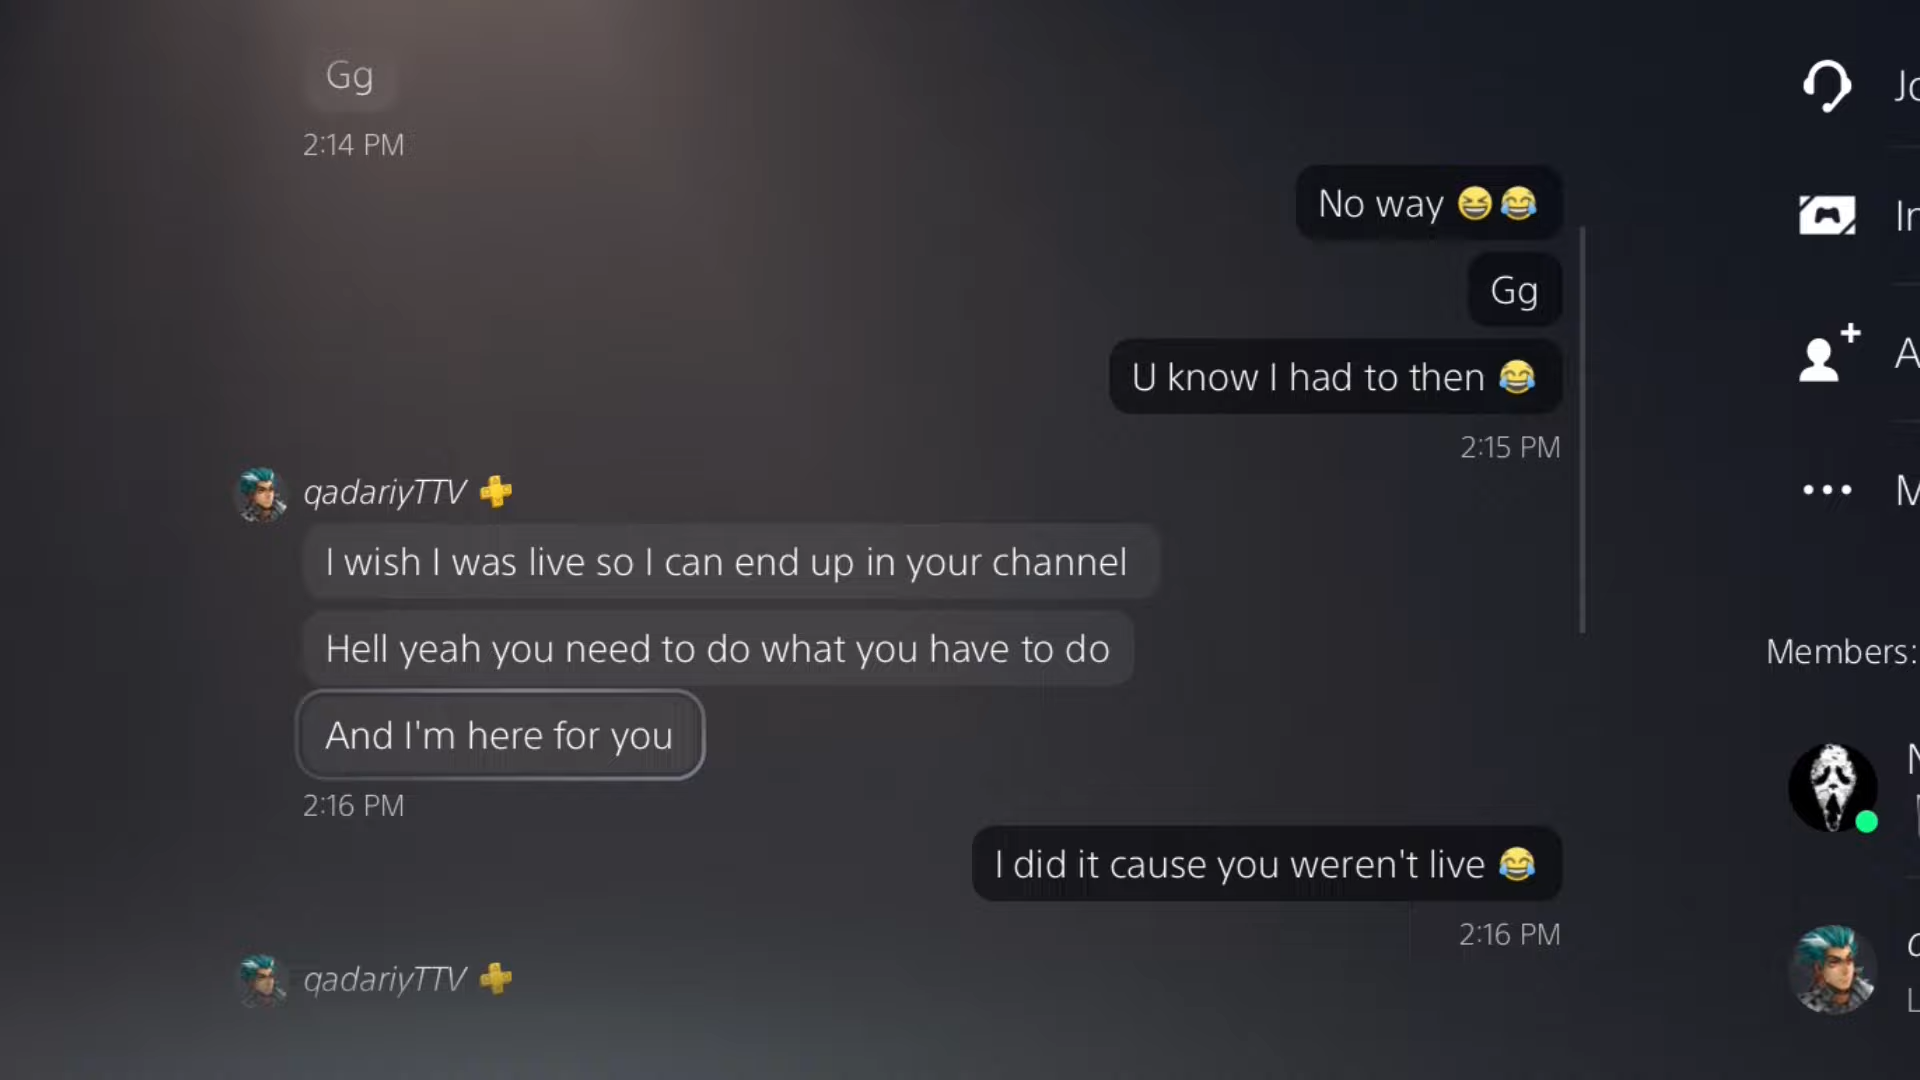 Gg
2:14 PM
No way 😆😂
Gg
U know I had to then 😂
2:15 PM
qadariyTTV
I wish I was live so I can end up in your channel
Hell yeah you need to do what you have to do
And I'm here for you
2:16 PM
I did it cause you weren't live 😂
2:16 PM
qadariyTTV
Members: